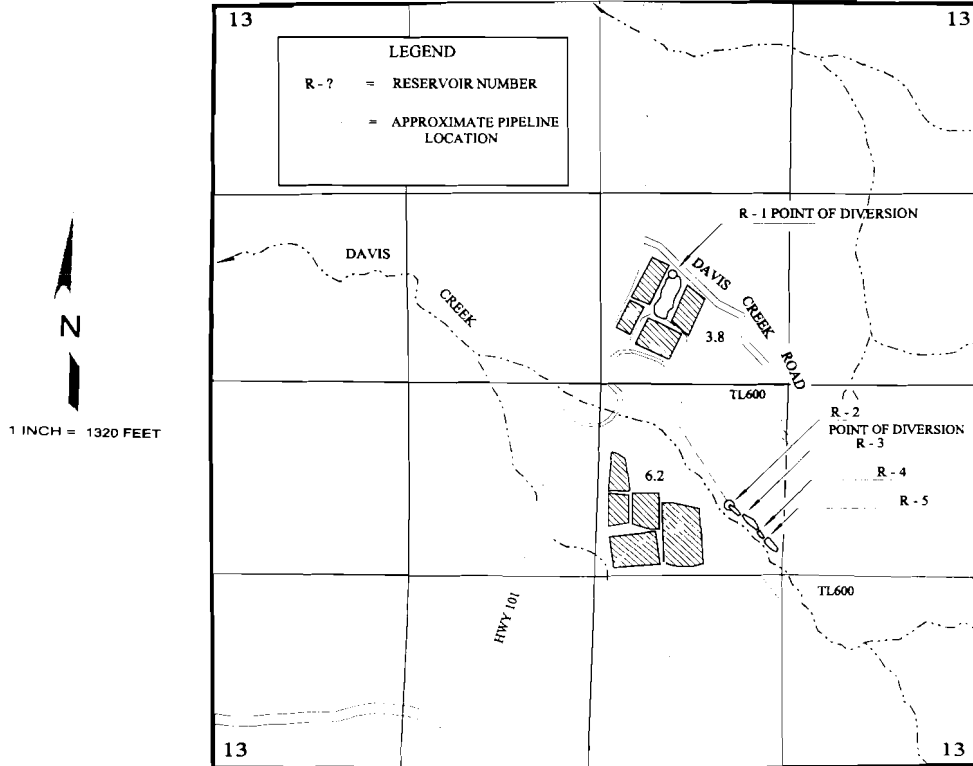 13
13
LEGEND
R - ? = RESERVOIR NUMBER
= APPROXIMATE PIPELINE
LOCATION
R - 1 POINT OF DIVERSION
DAVIS
CREEK
DAVIS CREEK ROAD
3.8
N
1 INCH = 1320 FEET
TL600
R - 2
POINT OF DIVERSION
R - 3
6.2
R - 4
R - 5
TL600
HWY 101
13
13